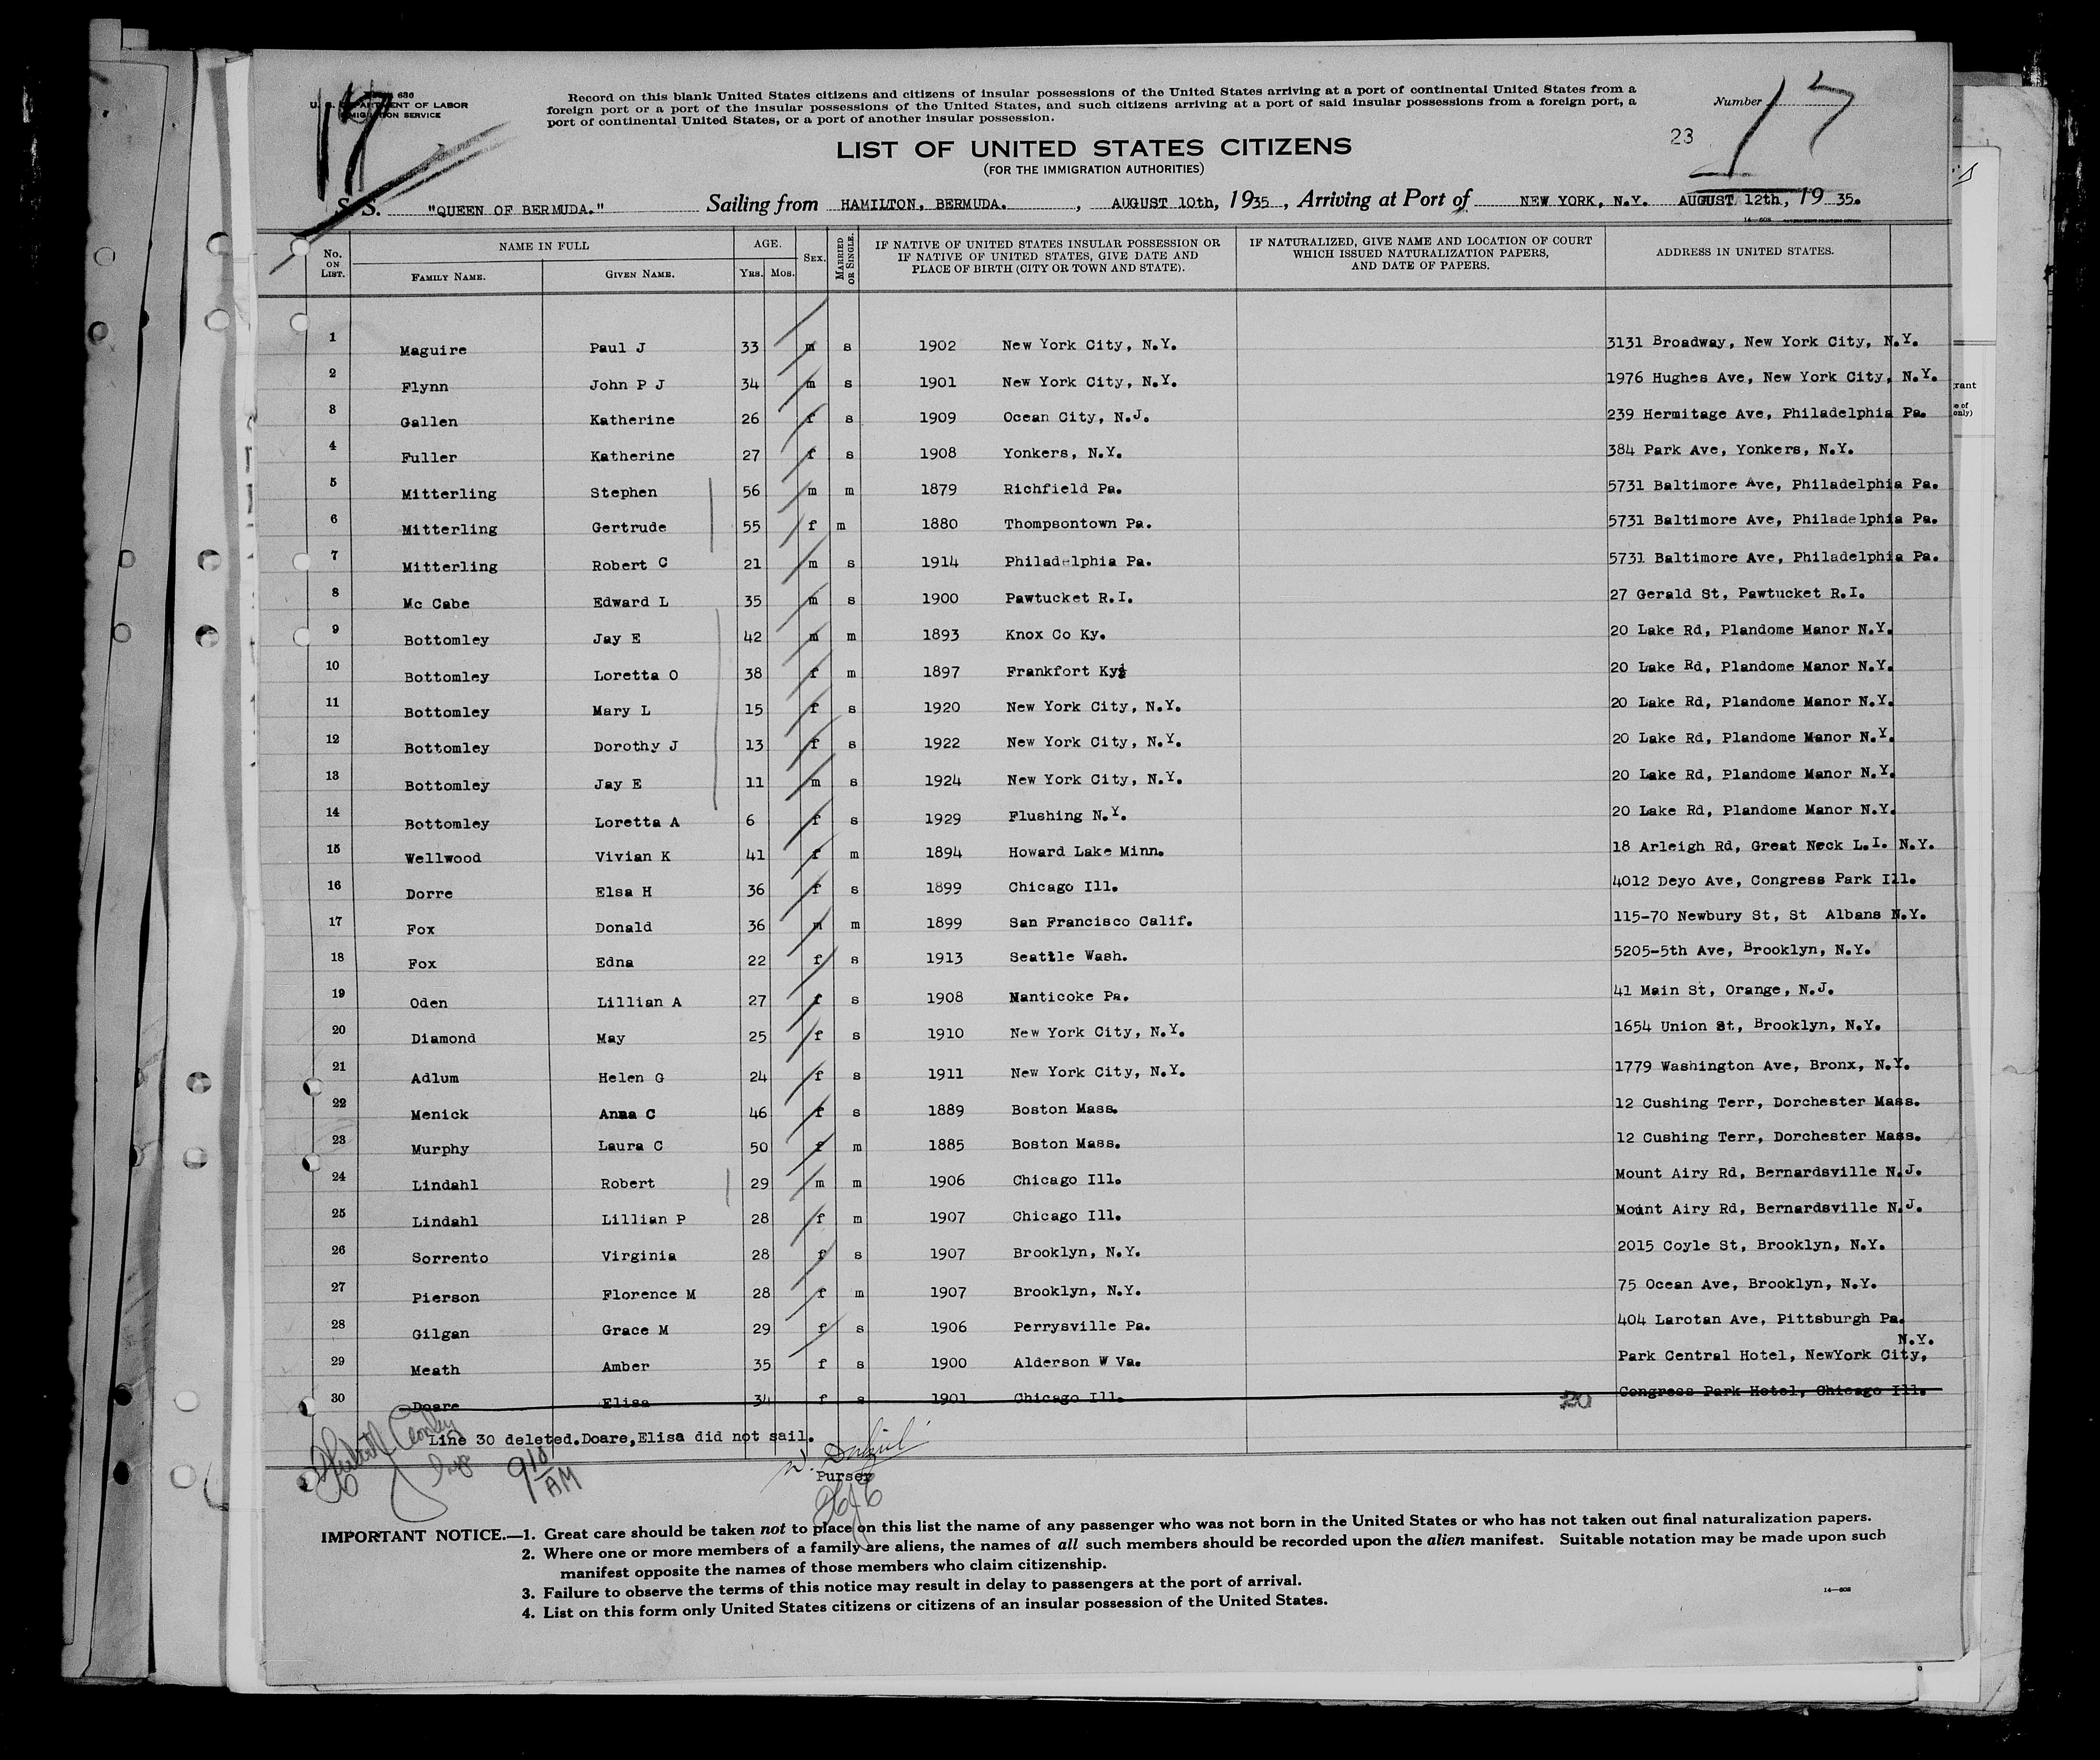 17
Form 630
U. S. DEPARTMENT OF LABOR
IMMIGRATION SERVICE
Record on this blank United States citizens and citizens of insular possessions of the United States arriving at a port of continental United States from a
foreign port or a port of the insular possessions of the United States, and such citizens arriving at a port of said insular possessions from a foreign port, a
port of continental United States, or a port of another insular possession.
Number 17
23
LIST OF UNITED STATES CITIZENS
(FOR THE IMMIGRATION AUTHORITIES)
S. S. "QUEEN OF BERMUDA." Sailing from HAMILTON, BERMUDA. , AUGUST 10th, 1935 , Arriving at Port of NEW YORK, N.Y. AUGUST 12th, 19 35.
No. ON LIST. NAME IN FULL FAMILY NAME. GIVEN NAME. AGE. YRS. MOS. SEX. MARRIED OR SINGLE. IF NATIVE OF UNITED STATES INSULAR POSSESSION OR IF NATIVE OF UNITED STATES, GIVE DATE AND PLACE OF BIRTH (CITY OR TOWN AND STATE). IF NATURALIZED, GIVE NAME AND LOCATION OF COURT WHICH ISSUED NATURALIZATION PAPERS, AND DATE OF PAPERS. ADDRESS IN UNITED STATES.
1 Maguire Paul J 33 m s 1902 New York City, N.Y. 3131 Broadway, New York City, N.Y.
2 Flynn John P J 34 m s 1901 New York City, N.Y. 1976 Hughes Ave, New York City, N.Y.
3 Gallen Katherine 26 f s 1909 Ocean City, N.J. 239 Hermitage Ave, Philadelphia Pa.
4 Fuller Katherine 27 f s 1908 Yonkers, N.Y. 384 Park Ave, Yonkers, N.Y.
5 Mitterling Stephen 56 m m 1879 Richfield Pa. 5731 Baltimore Ave, Philadelphia Pa.
6 Mitterling Gertrude 55 f m 1880 Thompsontown Pa. 5731 Baltimore Ave, Philadelphia Pa.
7 Mitterling Robert C 21 m s 1914 Philadelphia Pa. 5731 Baltimore Ave, Philadelphia Pa.
8 Mc Cabe Edward L 35 m s 1900 Pawtucket R.I. 27 Gerald St, Pawtucket R.I.
9 Bottomley Jay E 42 m m 1893 Knox Co Ky. 20 Lake Rd, Plandome Manor N.Y.
10 Bottomley Loretta O 38 f m 1897 Frankfort Ky. 20 Lake Rd, Plandome Manor N.Y.
11 Bottomley Mary L 15 f s 1920 New York City, N.Y. 20 Lake Rd, Plandome Manor N.Y.
12 Bottomley Dorothy J 13 f s 1922 New York City, N.Y. 20 Lake Rd, Plandome Manor N.Y.
13 Bottomley Jay E 11 m s 1924 New York City, N.Y. 20 Lake Rd, Plandome Manor N.Y.
14 Bottomley Loretta A 6 f s 1929 Flushing N.Y. 20 Lake Rd, Plandome Manor N.Y.
15 Wellwood Vivian K 41 f m 1894 Howard Lake Minn. 18 Arleigh Rd, Great Neck L.I. N.Y.
16 Dorre Elsa H 36 f s 1899 Chicago Ill. 4012 Deyo Ave, Congress Park Ill.
17 Fox Donald 36 m m 1899 San Francisco Calif. 115-70 Newbury St, St Albans N.Y.
18 Fox Edna 22 f s 1913 Seattle Wash. 5205-5th Ave, Brooklyn, N.Y.
19 Oden Lillian A 27 f s 1908 Nanticoke Pa. 41 Main St, Orange, N.J.
20 Diamond May 25 f s 1910 New York City, N.Y. 1654 Union St, Brooklyn, N.Y.
21 Adlum Helen G 24 f s 1911 New York City, N.Y. 1779 Washington Ave, Bronx, N.Y.
22 Menick Anna C 46 f s 1889 Boston Mass. 12 Cushing Terr, Dorchester Mass.
23 Murphy Laura C 50 f m 1885 Boston Mass. 12 Cushing Terr, Dorchester Mass.
24 Lindahl Robert 29 m m 1906 Chicago Ill. Mount Airy Rd, Bernardsville N.J.
25 Lindahl Lillian P 28 f m 1907 Chicago Ill. Mount Airy Rd, Bernardsville N.J.
26 Sorrento Virginia 28 f s 1907 Brooklyn, N.Y. 2015 Coyle St, Brooklyn, N.Y.
27 Pierson Florence M 28 f m 1907 Brooklyn, N.Y. 75 Ocean Ave, Brooklyn, N.Y.
28 Gilgan Grace M 29 f s 1906 Perrysville Pa. 404 Larotan Ave, Pittsburgh Pa.
N.Y.
29 Meath Amber 35 f s 1900 Alderson W Va. Park Central Hotel, NewYork City,
30 Doare Elisa 34 f s 1901 Chicago Ill. 20 Congress Park Hotel, Chicago Ill.
Line 30 deleted.Doare,Elisa did not sail.
910 AM
Purser
IMPORTANT NOTICE.—1. Great care should be taken not to place on this list the name of any passenger who was not born in the United States or who has not taken out final naturalization papers.
2. Where one or more members of a family are aliens, the names of all such members should be recorded upon the alien manifest. Suitable notation may be made upon such
manifest opposite the names of those members who claim citizenship.
3. Failure to observe the terms of this notice may result in delay to passengers at the port of arrival.
14—608
4. List on this form only United States citizens or citizens of an insular possession of the United States.